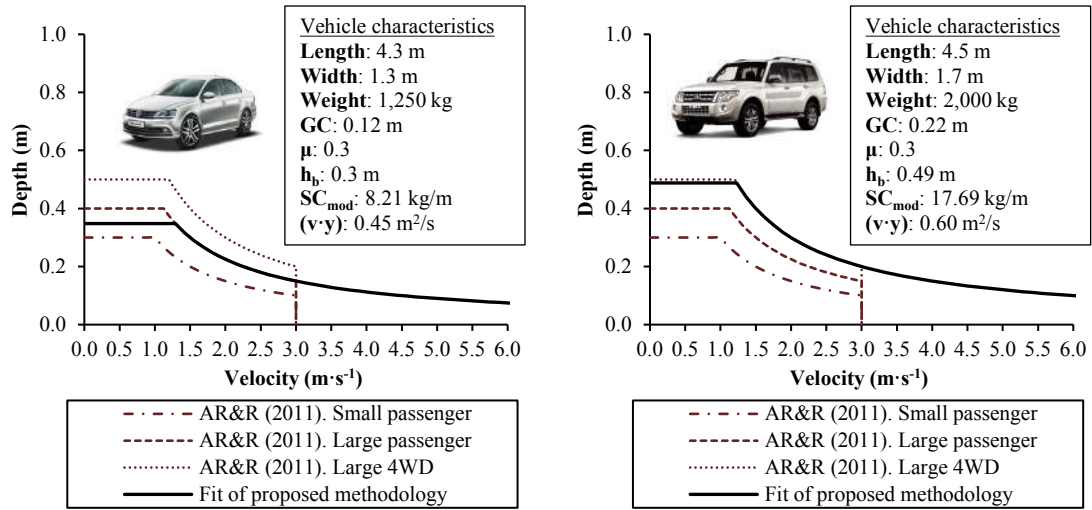 Vehicle characteristics
Length: 4.3 m
Width: 1.3 m
Weight: 1,250 kg
GC: 0.12 m
μ: 0.3
h_b: 0.3 m
SC_mod: 8.21 kg/m
(v·y): 0.45 m²/s
Depth (m)
1.0
0.8
0.6
0.4
0.2
0.0
0.0 0.5 1.0 1.5 2.0 2.5 3.0 3.5 4.0 4.5 5.0 5.5 6.0
Velocity (m·s⁻¹)
AR&R (2011). Small passenger
AR&R (2011). Large passenger
AR&R (2011). Large 4WD
Fit of proposed methodology
Vehicle characteristics
Length: 4.5 m
Width: 1.7 m
Weight: 2,000 kg
GC: 0.22 m
μ: 0.3
h_b: 0.49 m
SC_mod: 17.69 kg/m
(v·y): 0.60 m²/s
Depth (m)
1.0
0.8
0.6
0.4
0.2
0.0
0.0 0.5 1.0 1.5 2.0 2.5 3.0 3.5 4.0 4.5 5.0 5.5 6.0
Velocity (m·s⁻¹)
AR&R (2011). Small passenger
AR&R (2011). Large passenger
AR&R (2011). Large 4WD
Fit of proposed methodology